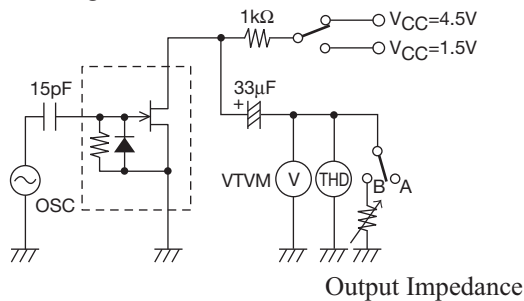 1kΩ
VCC=4.5V
VCC=1.5V
15pF
33μF
+
VTVM
V
THD
B
A
OSC
Output Impedance